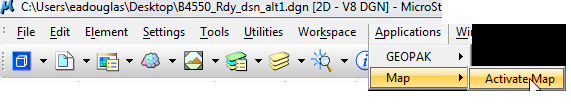 C:\Users\eadouglas\Desktop\B4550_Rdy_dsn_alt1.dgn [2D - V8 DGN] - MicroSt
File Edit Element Settings Tools Utilities Workspace Applications Wi
GEOPAK
Map Activate Map